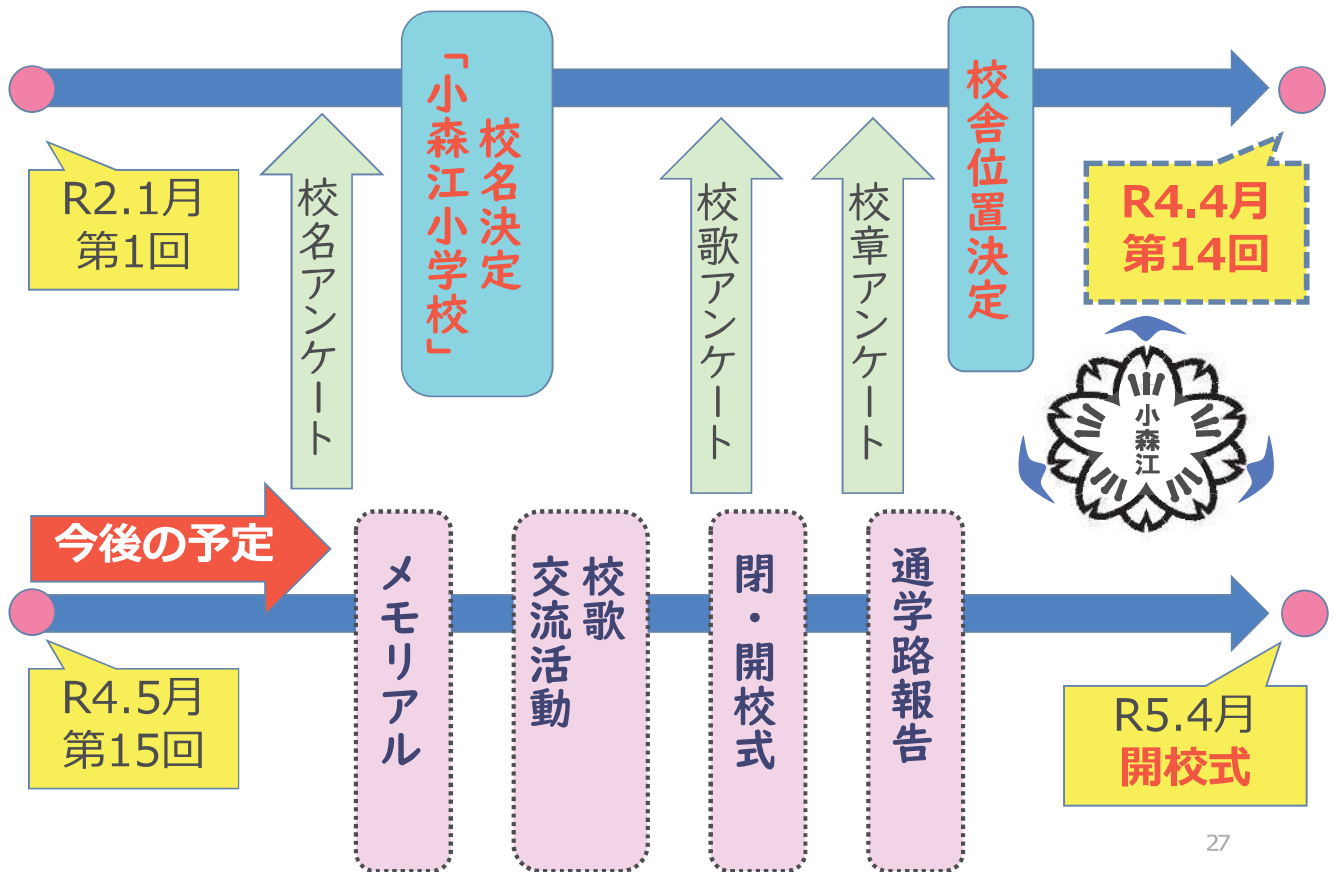 R2.1月
第1回
校名アンケート
校名決定
「小森江小学校」
校歌アンケート
校章アンケート
校舎位置決定
R4.4月
第14回
小森江
今後の予定
R4.5月
第15回
メモリアル
校歌
交流活動
閉・開校式
通学路報告
R5.4月
開校式
27